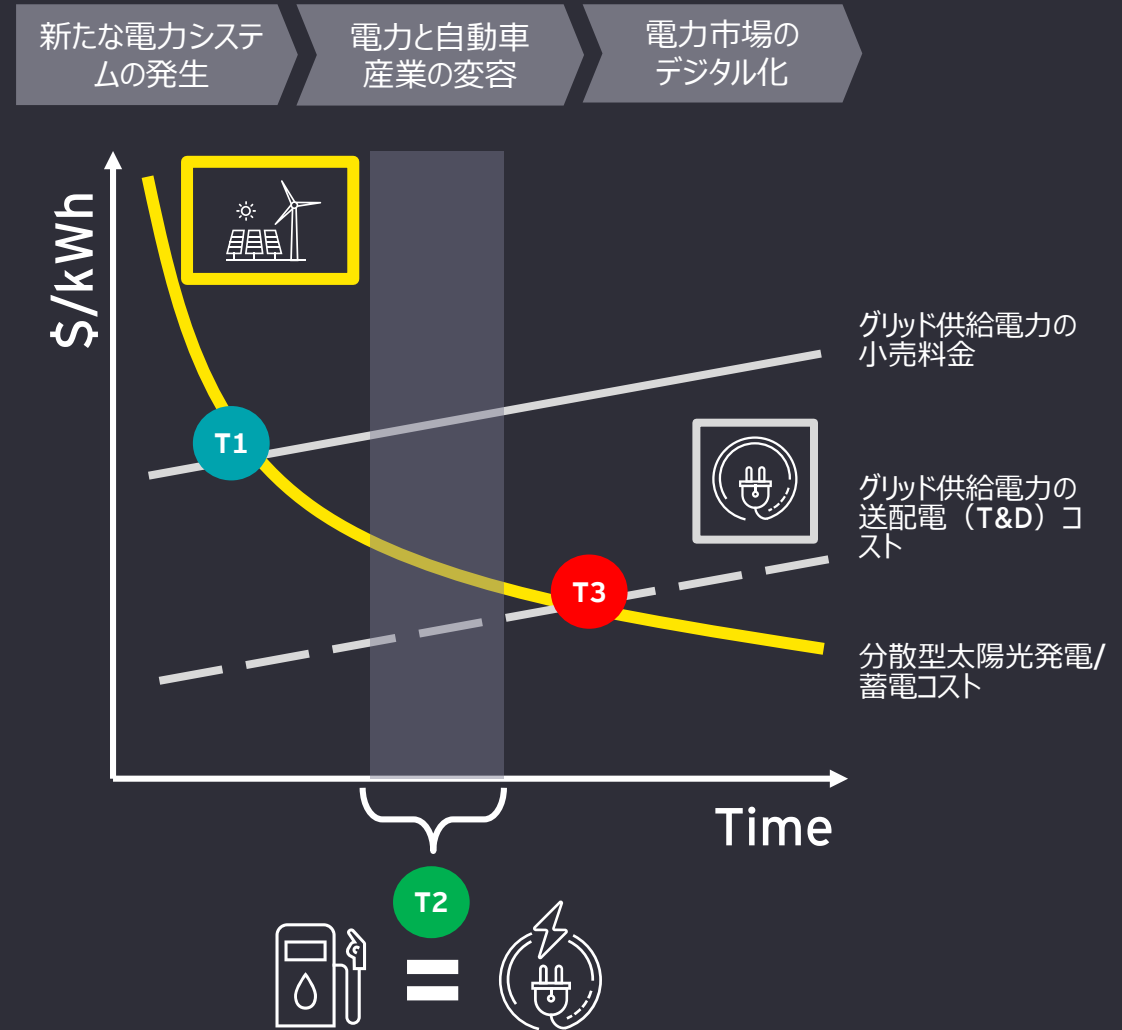 新たな電力システ
ムの発生
電力と自動車
産業の変容
電力市場の
デジタル化
$/kWh
T1
グリッド供給電力の
小売料金
グリッド供給電力の
送配電（T&D）コ
スト
T3
分散型太陽光発電/
蓄電コスト
Time
T2